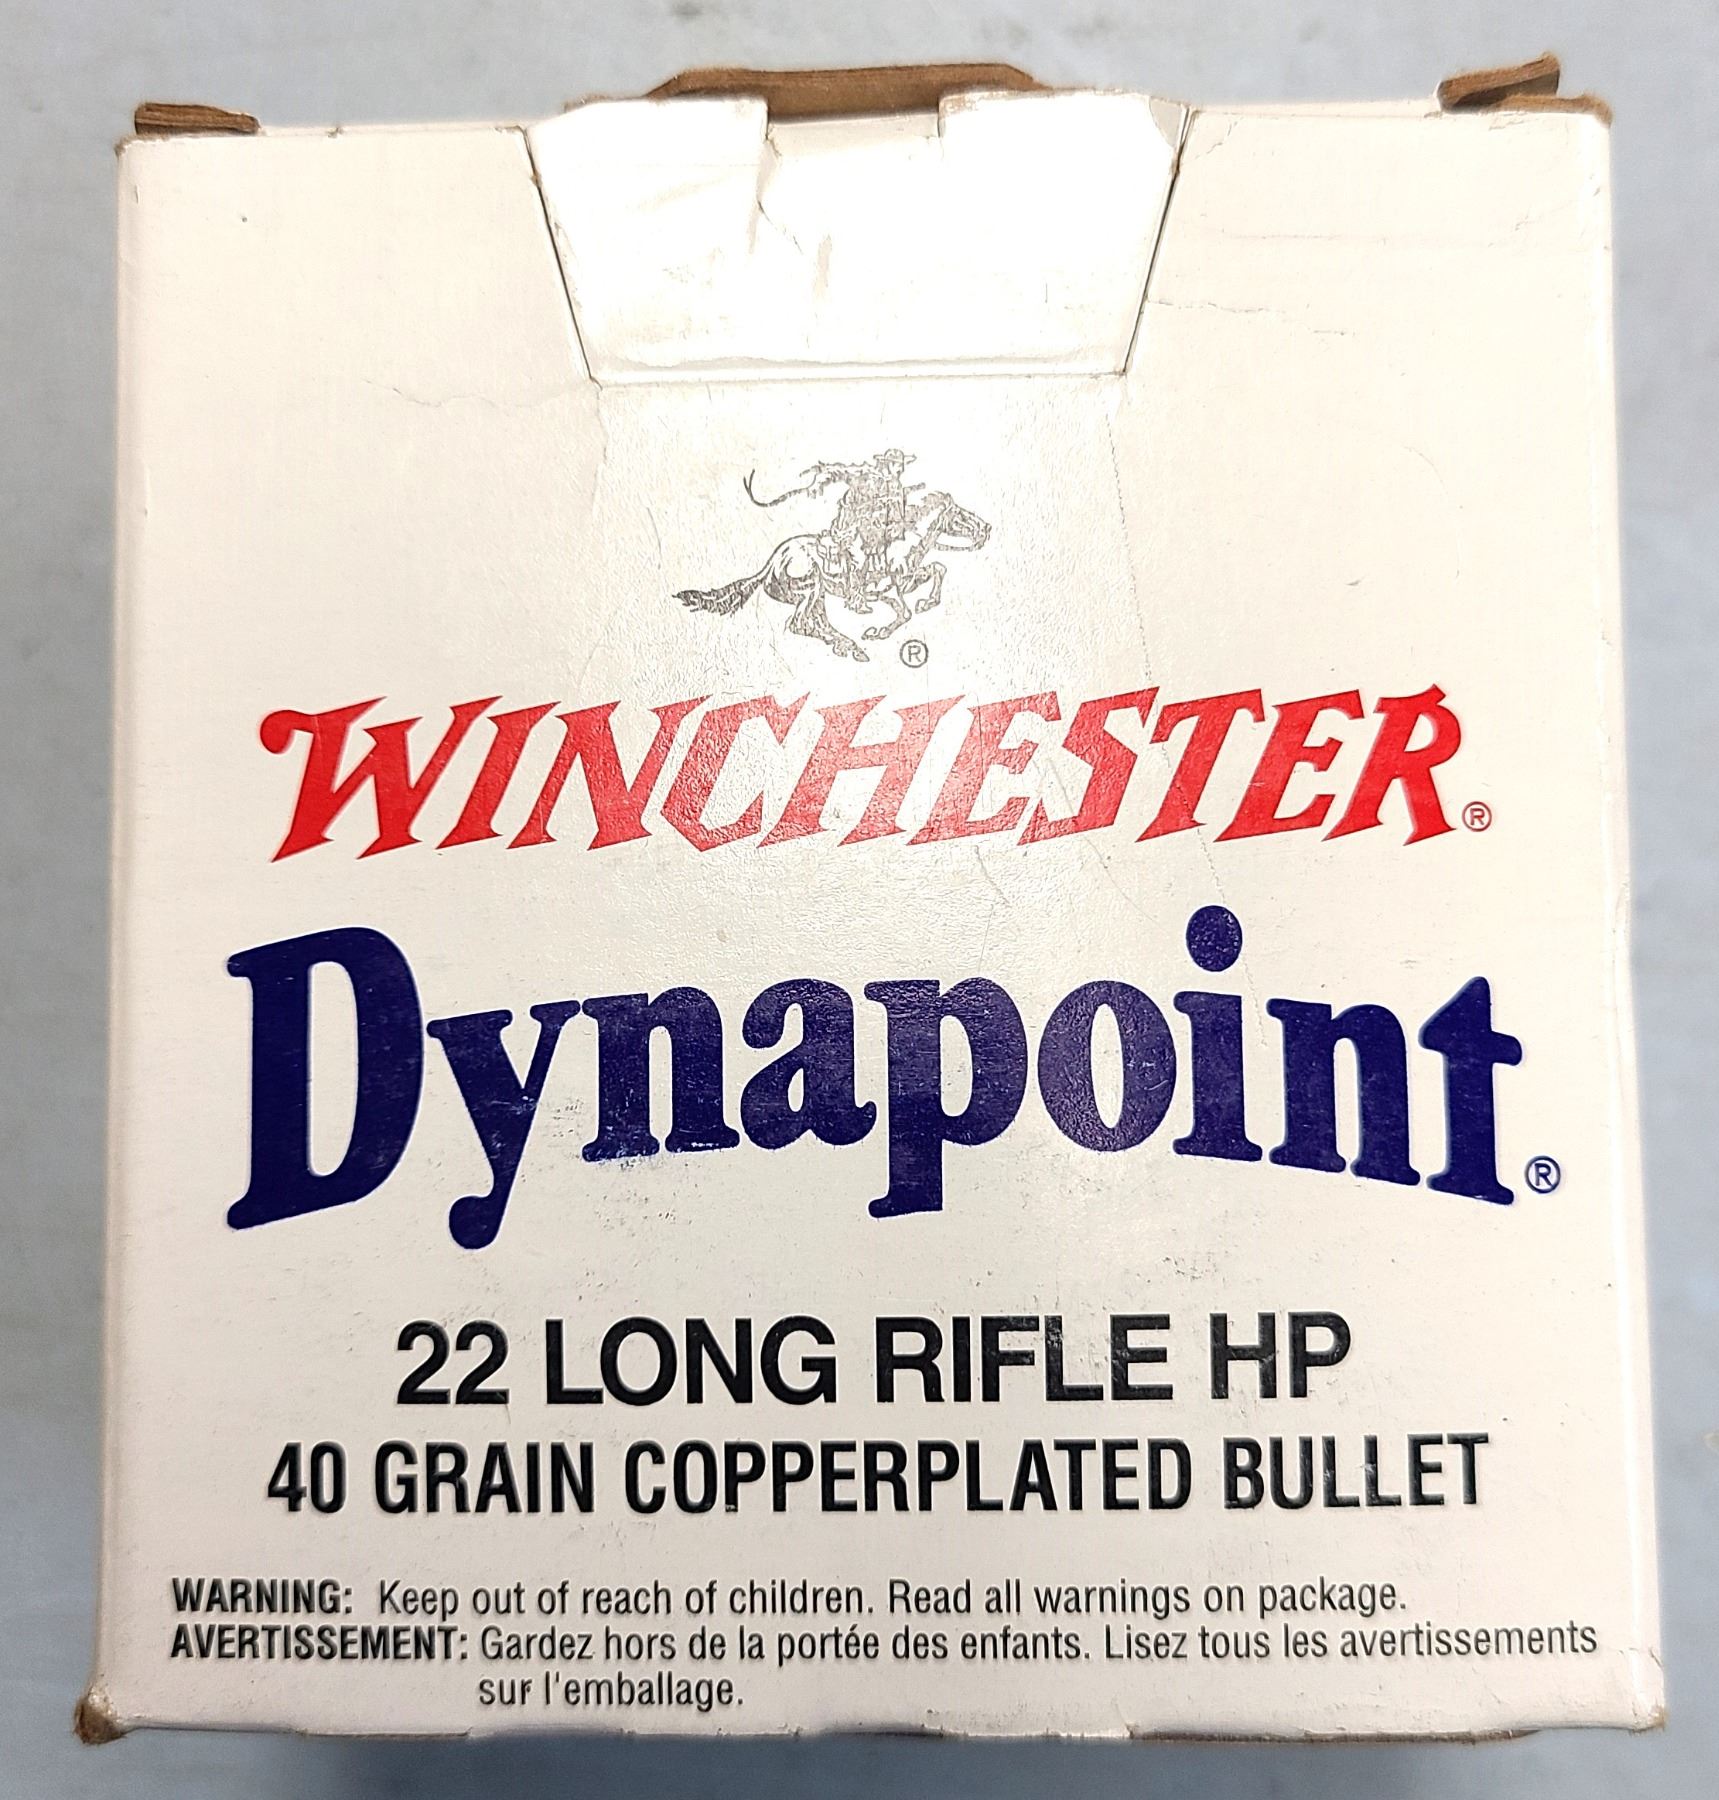 ®
WINCHESTER®
Dynapoint®
22 LONG RIFLE HP
40 GRAIN COPPERPLATED BULLET
WARNING: Keep out of reach of children. Read all warnings on package.
AVERTISSEMENT: Gardez hors de la portée des enfants. Lisez tous les avertissements
sur l'emballage.